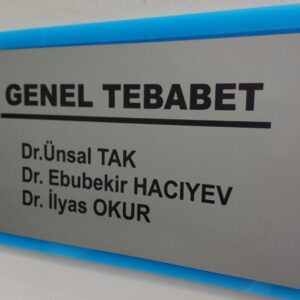 GENEL TEBABET
Dr.Ünsal TAK
Dr. Ebubekir HACIYEV
Dr. İlyas OKUR